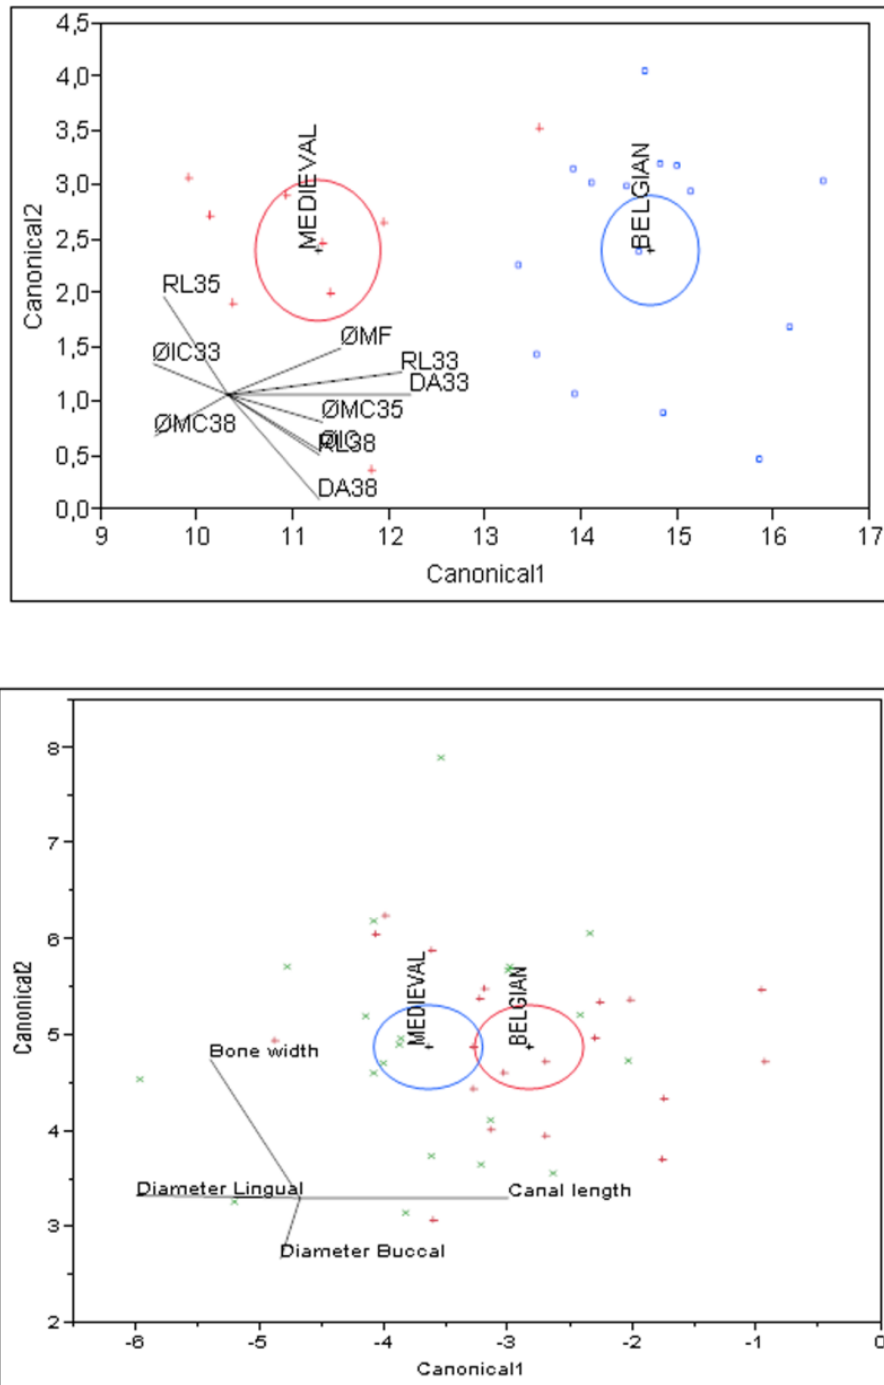 4,5
4,0
3,5
3,0
2,5
2,0
1,5
1,0
0,5
0,0
Canonical2
MEDIEVAL
BELGIAN
RL35
ØIC33
ØMC38
ØMF
RL33
DA33
ØMC35
RL38
DA38
9 10 11 12 13 14 15 16 17
Canonical1
8
7
6
5
4
3
2
Canonical2
MEDIEVAL
BELGIAN
Bone width
Diameter Lingual
Canal length
Diameter Buccal
-6 -5 -4 -3 -2 -1 0
Canonical1